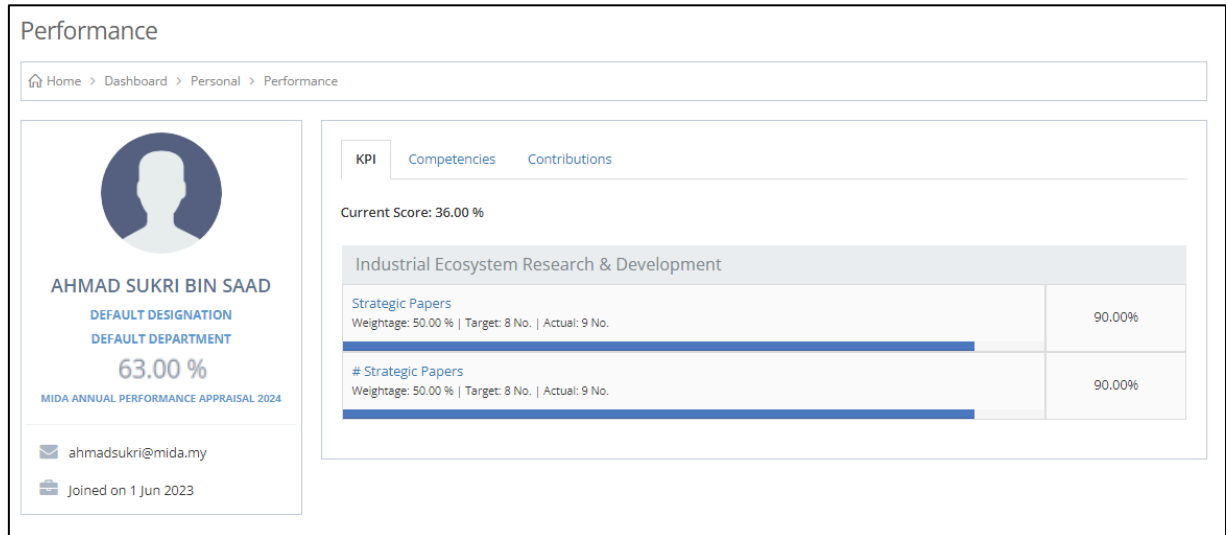 Performance
Home > Dashboard > Personal > Performance
AHMAD SUKRI BIN SAAD
DEFAULT DESIGNATION
DEFAULT DEPARTMENT
63.00 %
MIDA ANNUAL PERFORMANCE APPRAISAL 2024
ahmadsukri@mida.my
Joined on 1 Jun 2023
KPI Competencies Contributions
Current Score: 36.00 %
Industrial Ecosystem Research & Development
Strategic Papers
Weightage: 50.00 % | Target: 8 No. | Actual: 9 No.
90.00%
# Strategic Papers
Weightage: 50.00 % | Target: 8 No. | Actual: 9 No.
90.00%